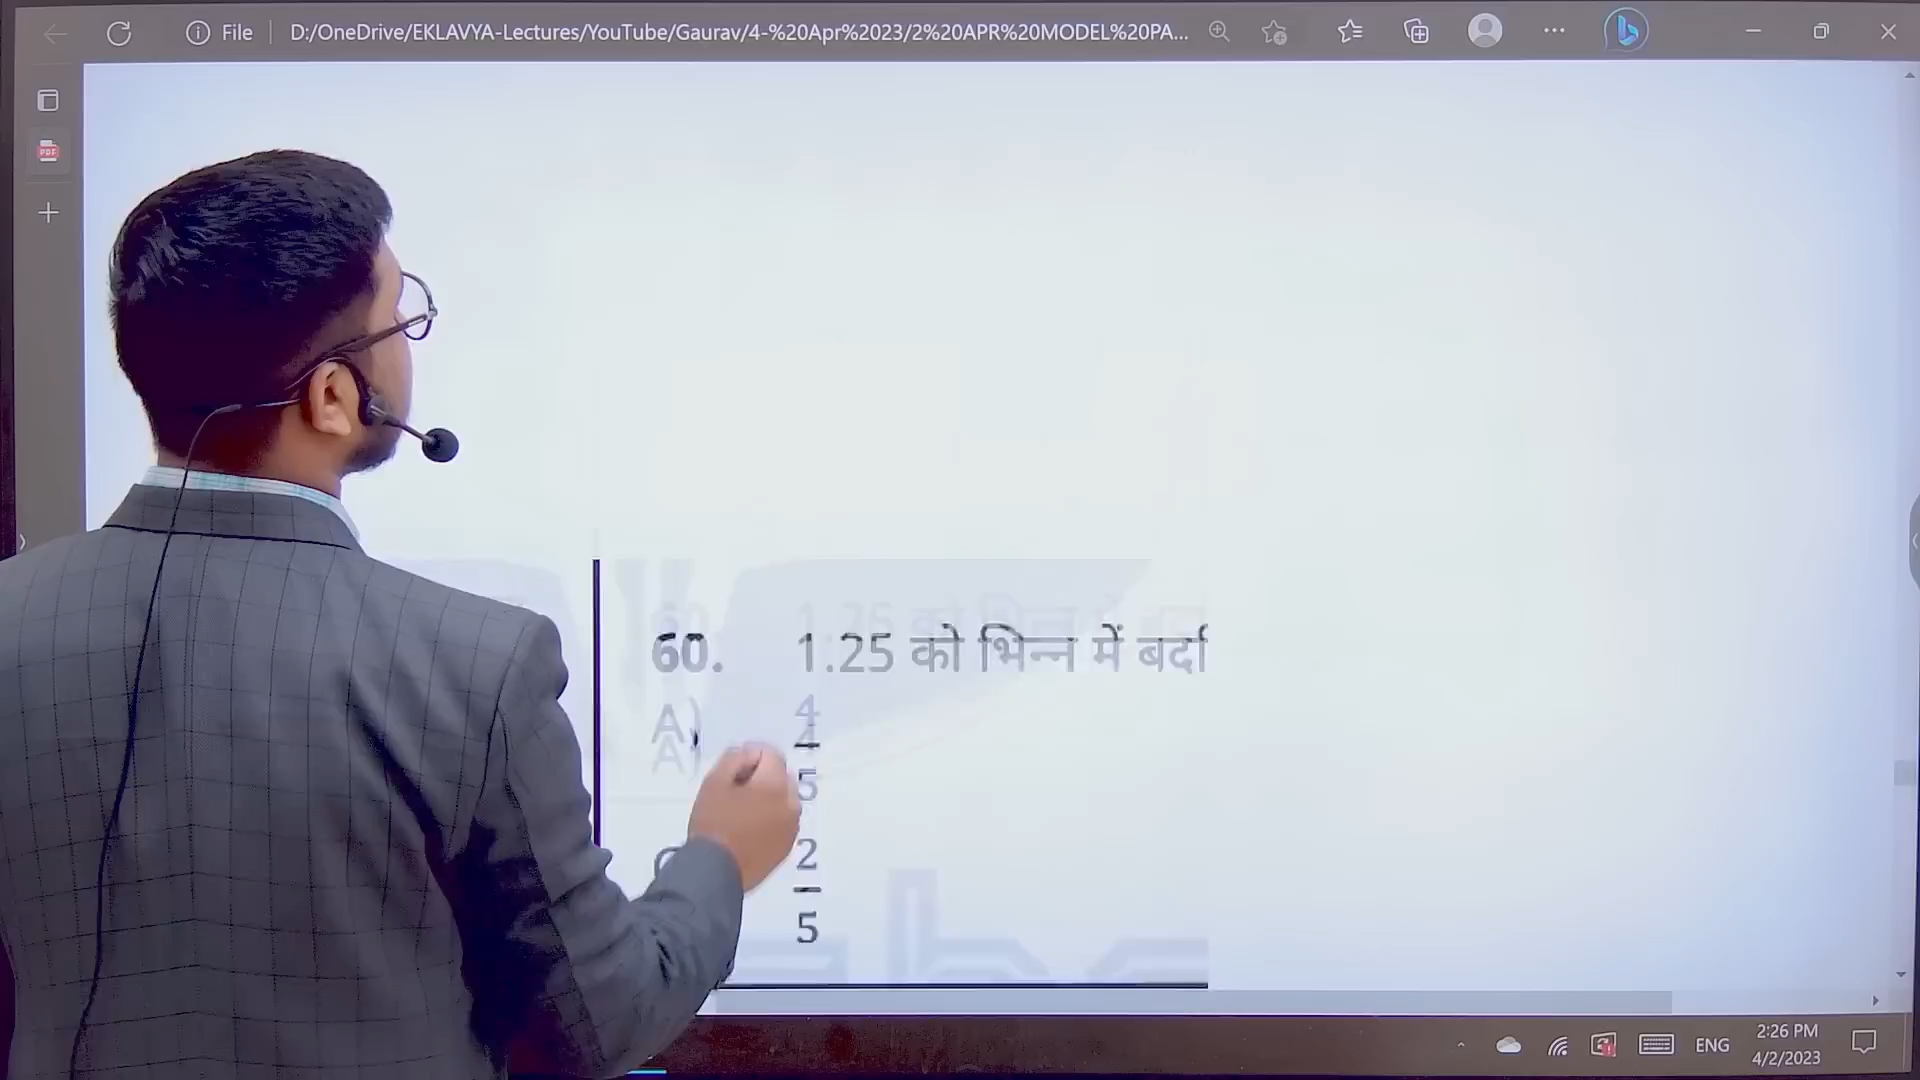 File
D:/OneDrive/EKLAVYA-Lectures/YouTube/Gaurav/4-%20Apr%2023/2%20APR%20MODEL%20PA...
PDF
60. 1.25 को भिन्न में
A) 4
5
2
5
ENG
2:26 PM
4/2/2023